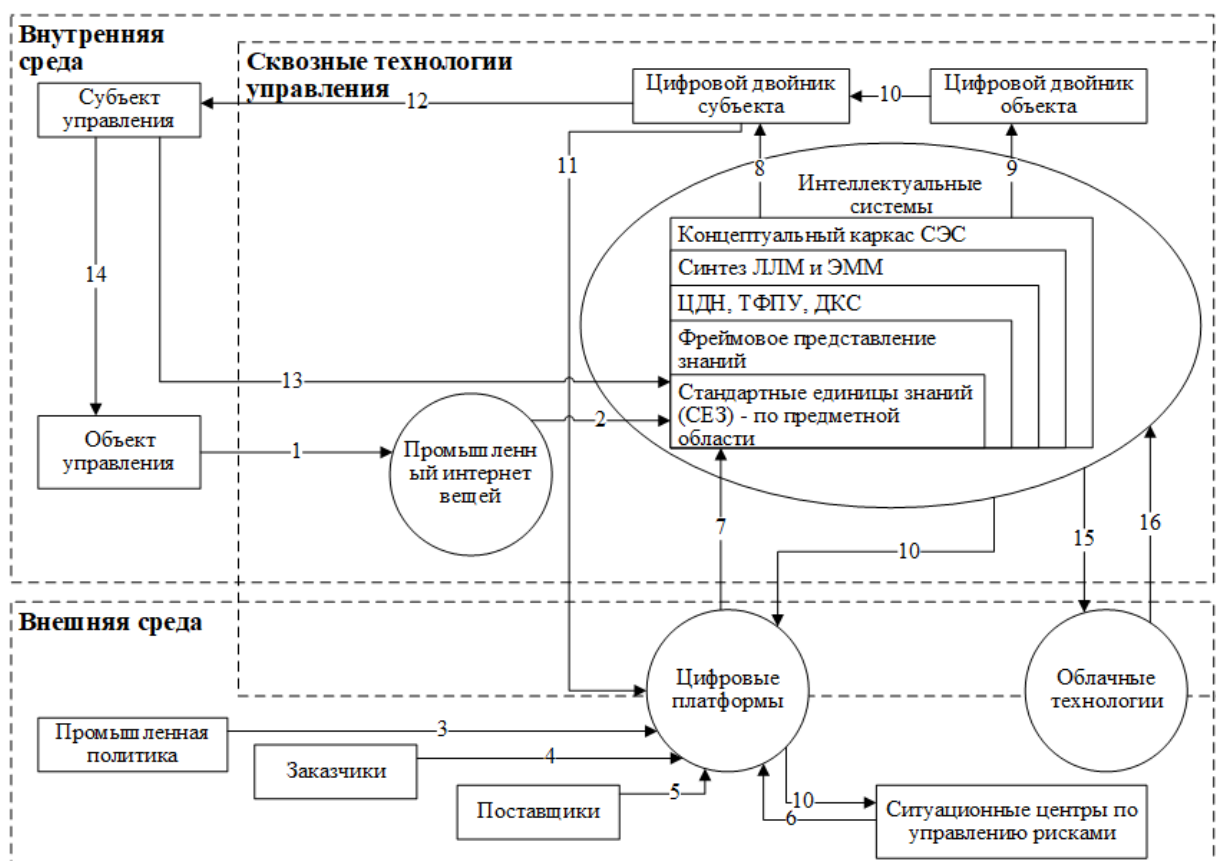 Внутренняя
среда
Сквозные технологии
управления
Субъект
управления
12
Цифровой двойник
субъекта
10
Цифровой двойник
объекта
11
8
9
Интеллектуальные
системы
Концептуальный каркас СЭС
Синтез ЛЛМ и ЭММ
ЦДН, ТФПУ, ДКС
Фреймовое представление
знаний
Стандартные единицы знаний
(СЕЗ) - по предметной
области
14
13
2
Объект
управления
1
Промышленн
ый интернет
вещей
7
10
15
16
Внешняя среда
Цифровые
платформы
Облачные
технологии
Промышленная
политика
3
Заказчики
4
Поставщики
5
10
6
Ситуационные центры по
управлению рисками